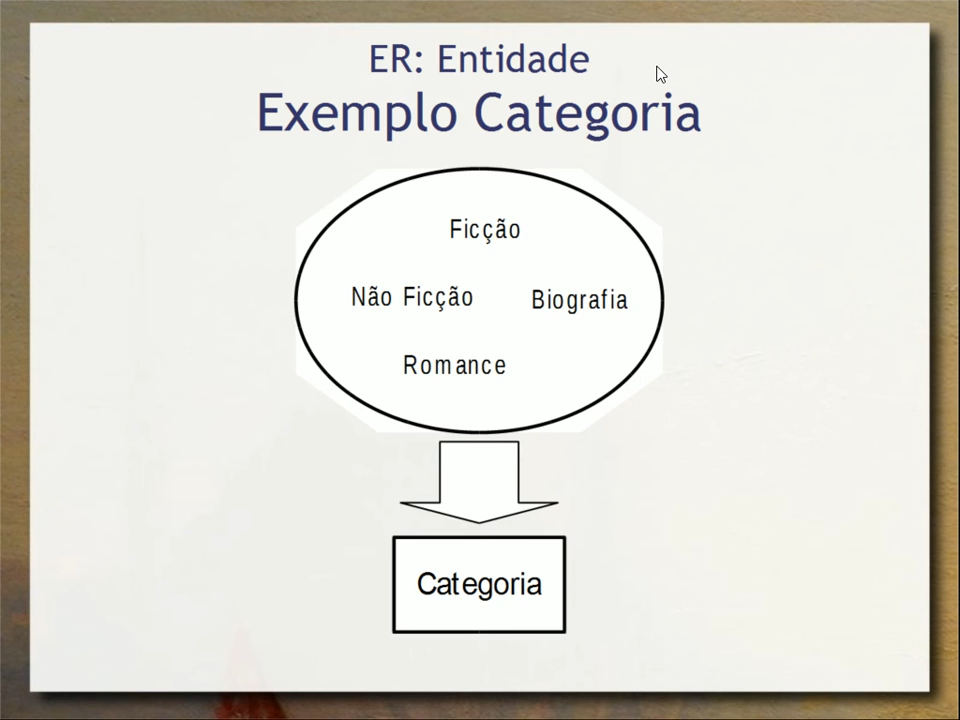 ER: Entidade
Exemplo Categoria
Ficção
Não Ficção
Biografia
Romance
Categoria